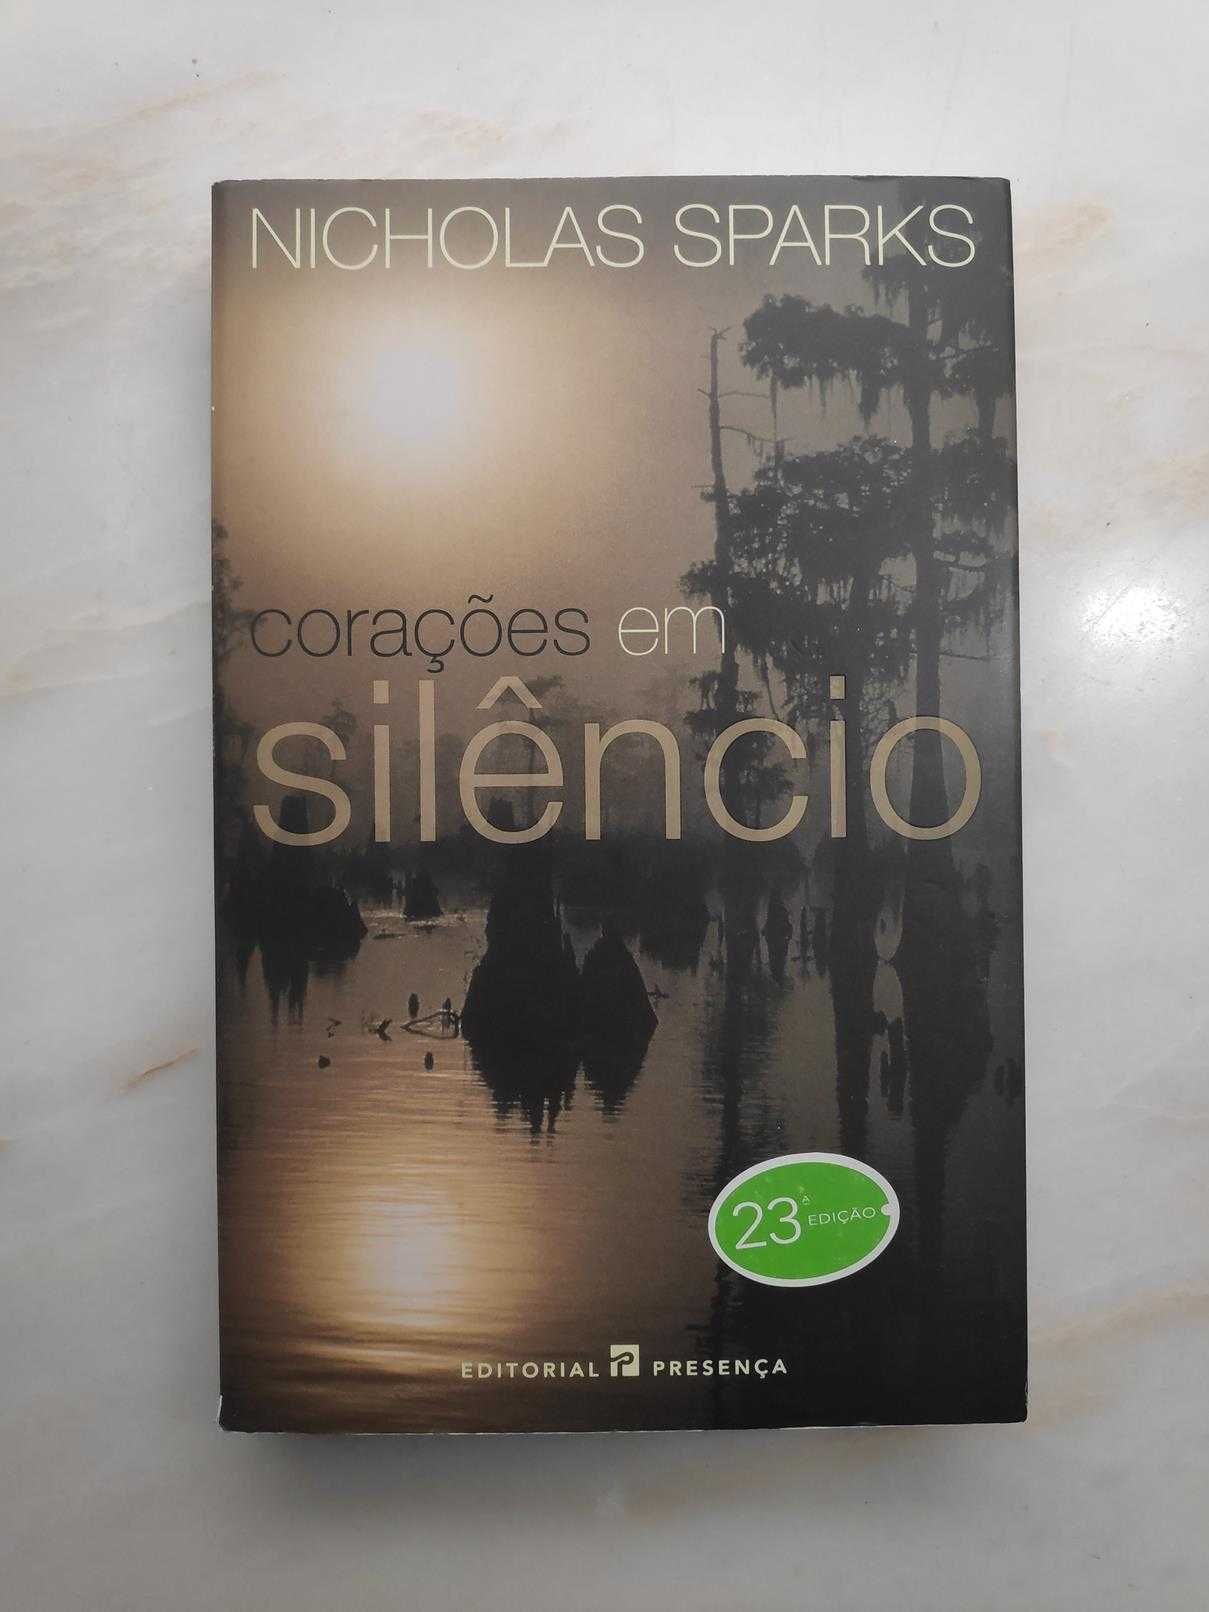 NICHOLAS SPARKS
corações em
silêncio
23ª EDIÇÃO
EDITORIAL PRESENÇA